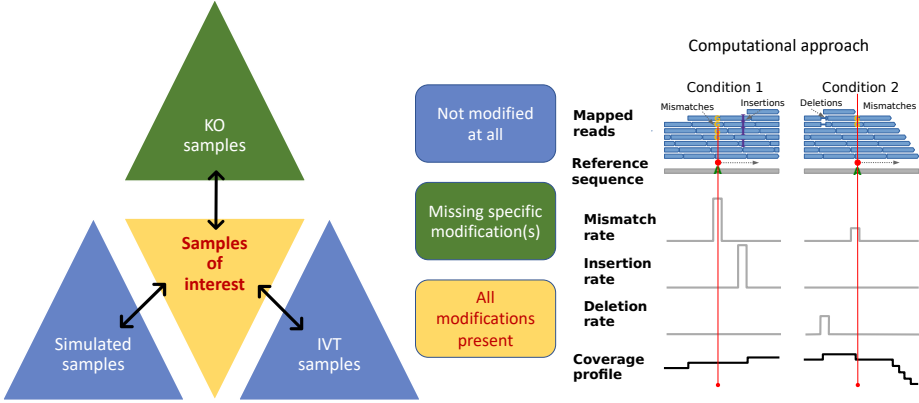 KO
samples
Samples
of
interest
Simulated
samples
IVT
samples
Not modified
at all
Missing specific
modification(s)
All
modifications
present
Computational approach
Condition 1
Condition 2
Mismatches
Insertions
Deletions
Mismatches
Mapped
reads
Reference
sequence
A
A
Mismatch
rate
Insertion
rate
Deletion
rate
Coverage
profile